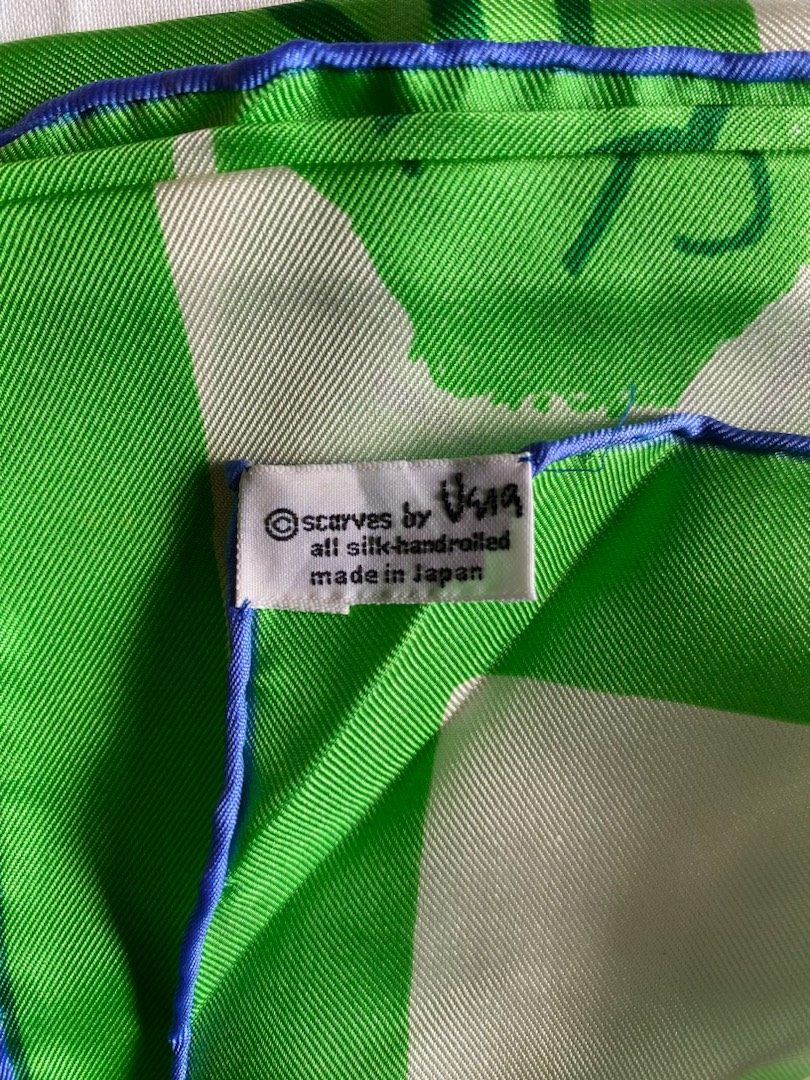 ©scarves by Vera
all silk-handrolled
made in Japan